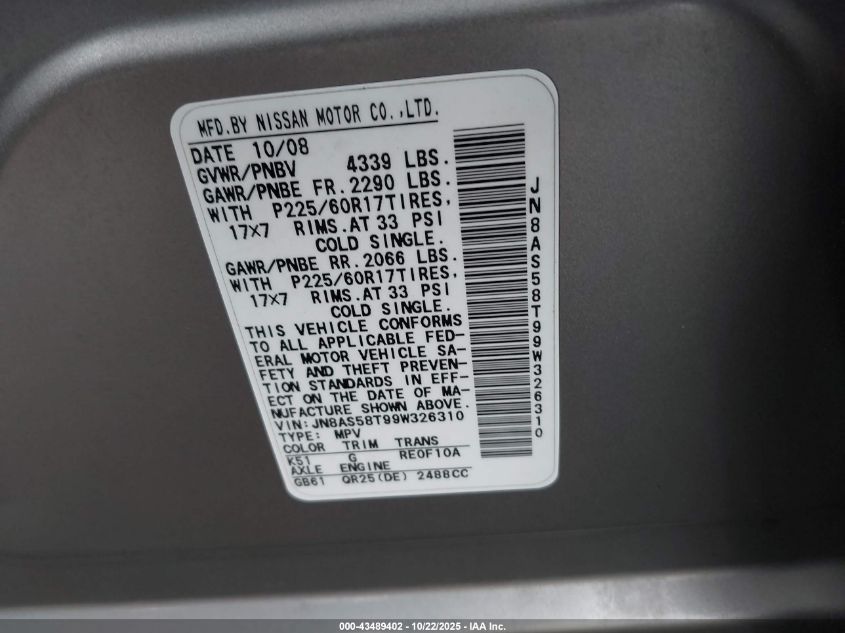 MFD.BY NISSAN MOTOR CO.,LTD.
DATE 10/08
GVWR/PNBV 4339 LBS.
GAWR/PNBE FR.2290 LBS.
WITH P225/60R17TIRES,
17X7 RIMS.AT 33 PSI
COLD SINGLE.
GAWR/PNBE RR.2066 LBS.
WITH P225/60R17TIRES,
17X7 RIMS.AT 33 PSI
COLD SINGLE.
THIS VEHICLE CONFORMS
TO ALL APPLICABLE FED-
ERAL MOTOR VEHICLE SA-
FETY AND THEFT PREVEN-
TION STANDARDS IN EFF-
ECT ON THE DATE OF MA-
NUFACTURE SHOWN ABOVE.
VIN:JN8AS58T99W326310
TYPE: MPV
COLOR TRIM TRANS
K51 G RE0F10A
AXLE ENGINE
GB61 QR25(DE) 2488CC
JN8AS58T99W326310
000-43489402 - 10/22/2025 - IAA Inc.